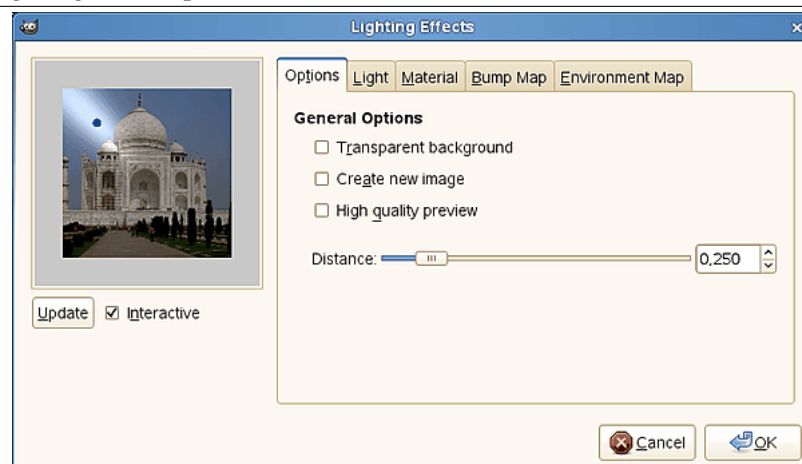 Lighting Effects
Options Light Material Bump Map Environment Map
General Options
Transparent background
Create new image
High quality preview
Distance: 0,250
Update Interactive
Cancel OK